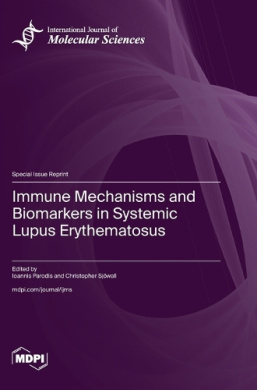 International Journal of
Molecular Sciences
Special Issue Reprint
Immune Mechanisms and
Biomarkers in Systemic
Lupus Erythematosus
Edited by
Ioannis Parodis and Christopher Sjöwall
mdpi.com/journal/ijms
MDPI